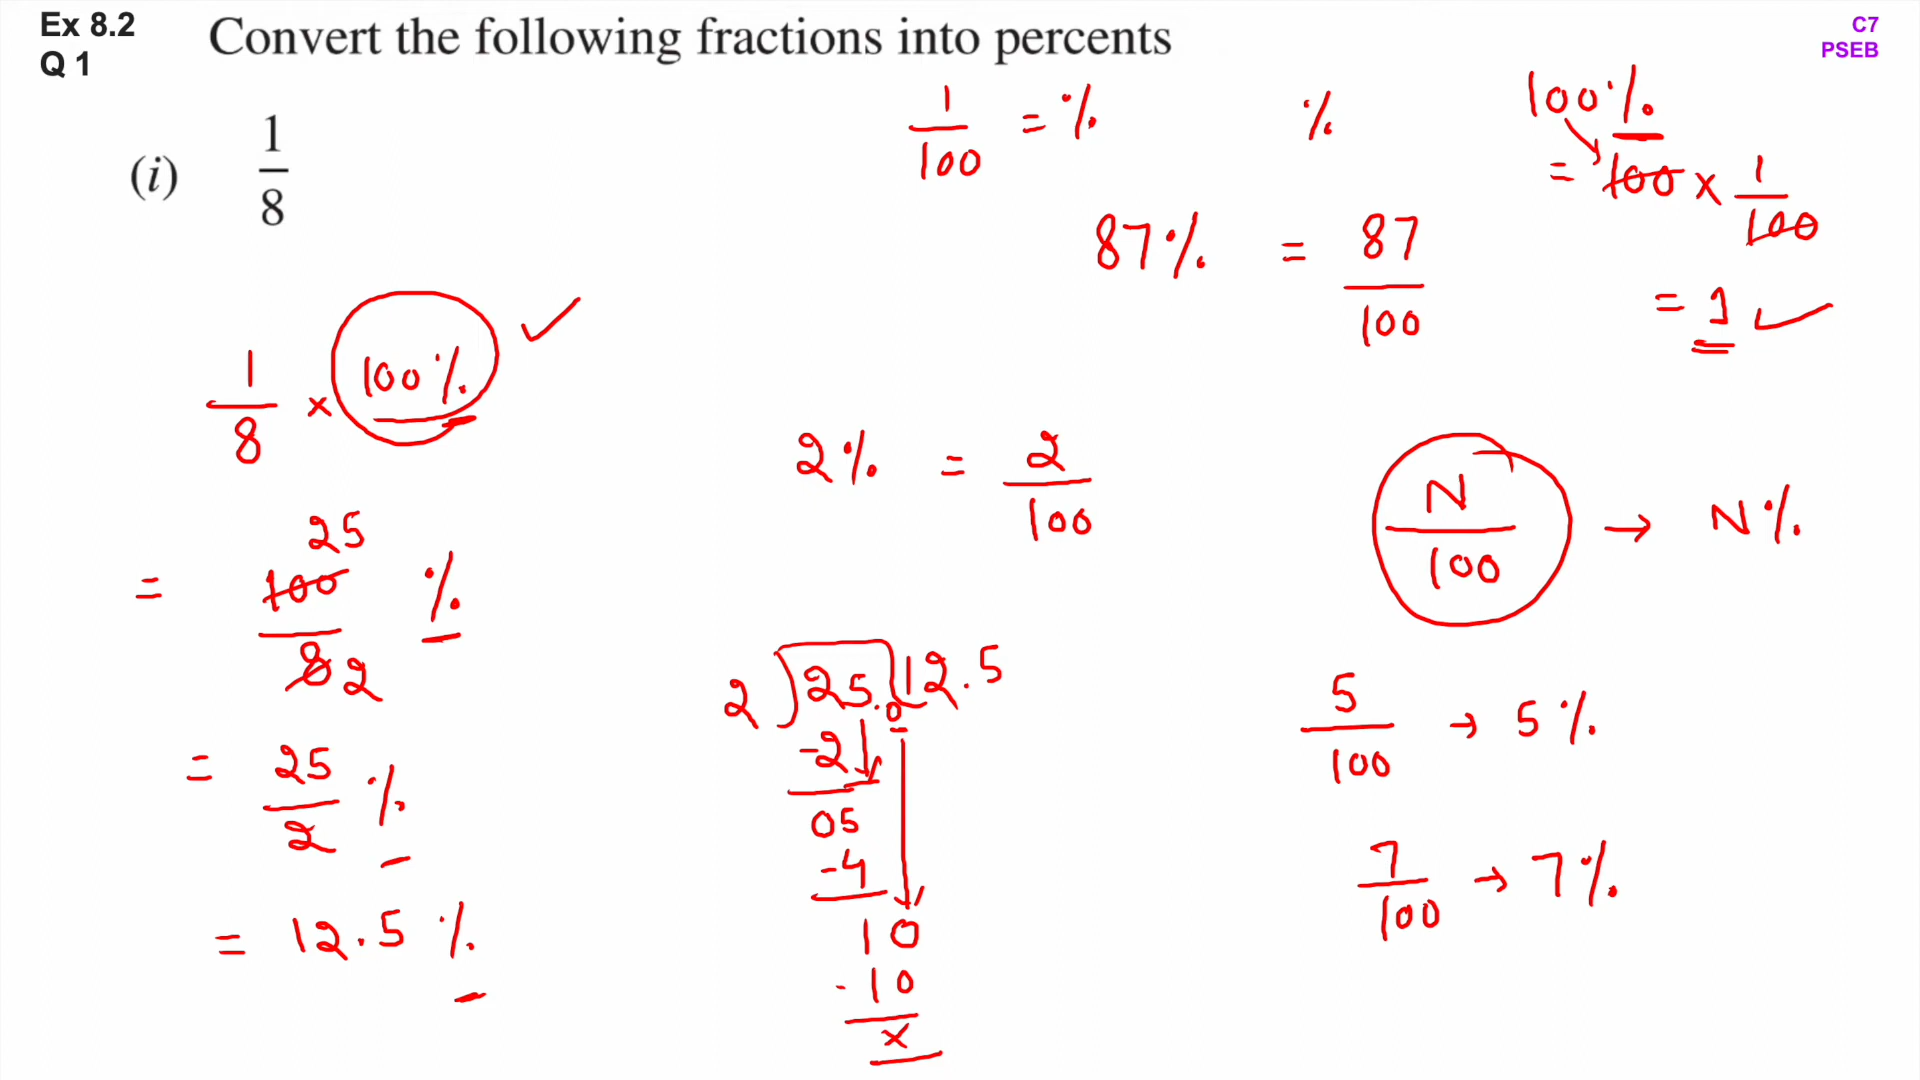 Ex 8.2
Q 1
Convert the following fractions into percents
C7
PSEB
(i) 1/8
1/100 = %
%
100%
= 100 × 1/100
= 1 ✓
87% = 87/100
1/8 × 100% ✓
2% = 2/100
N/100 → N%
25
= 100/8 %
2
= 25/2 %
= 12.5 %
2 ) 25.0 ( 12.5
-2
05
-4
10
-10
×
5/100 → 5%
7/100 → 7%